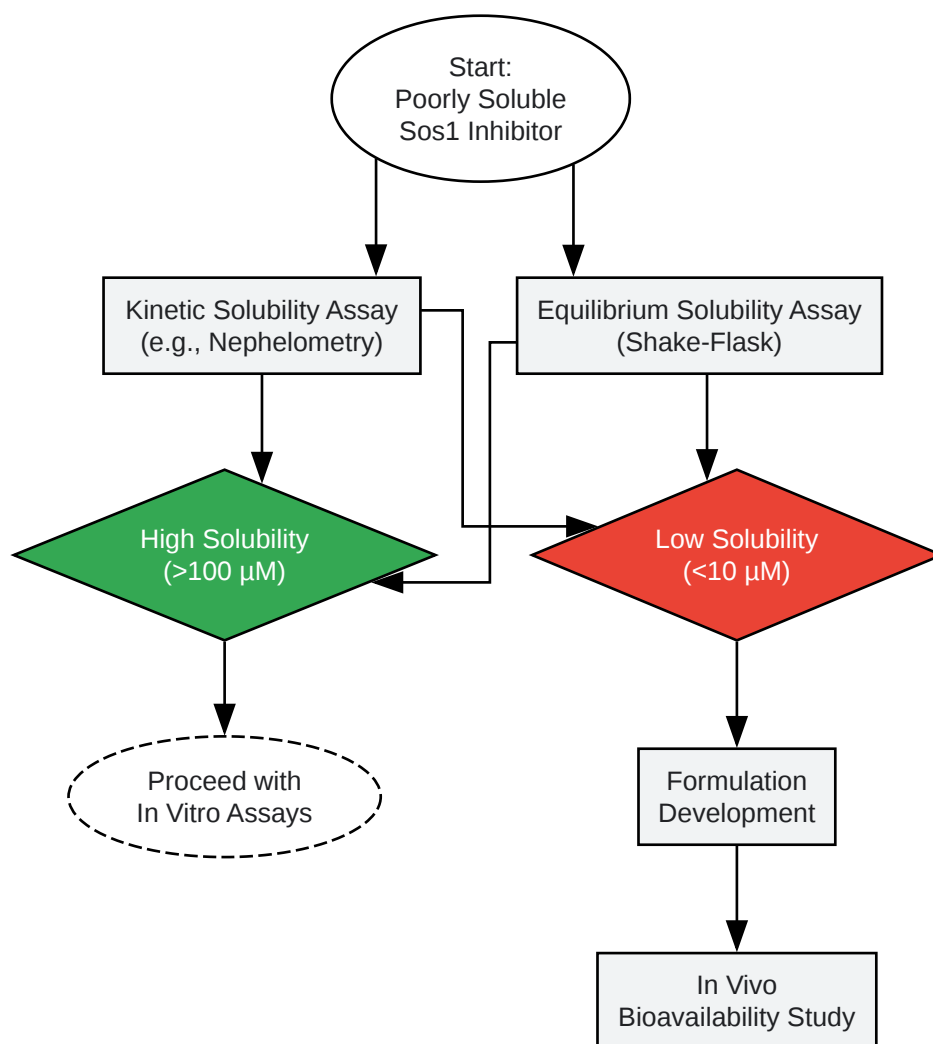 Start:
Poorly Soluble
Sos1 Inhibitor
Kinetic Solubility Assay
(e.g., Nephelometry)
Equilibrium Solubility Assay
(Shake-Flask)
High Solubility
(>100 µM)
Low Solubility
(<10 µM)
Proceed with
In Vitro Assays
Formulation
Development
In Vivo
Bioavailability Study